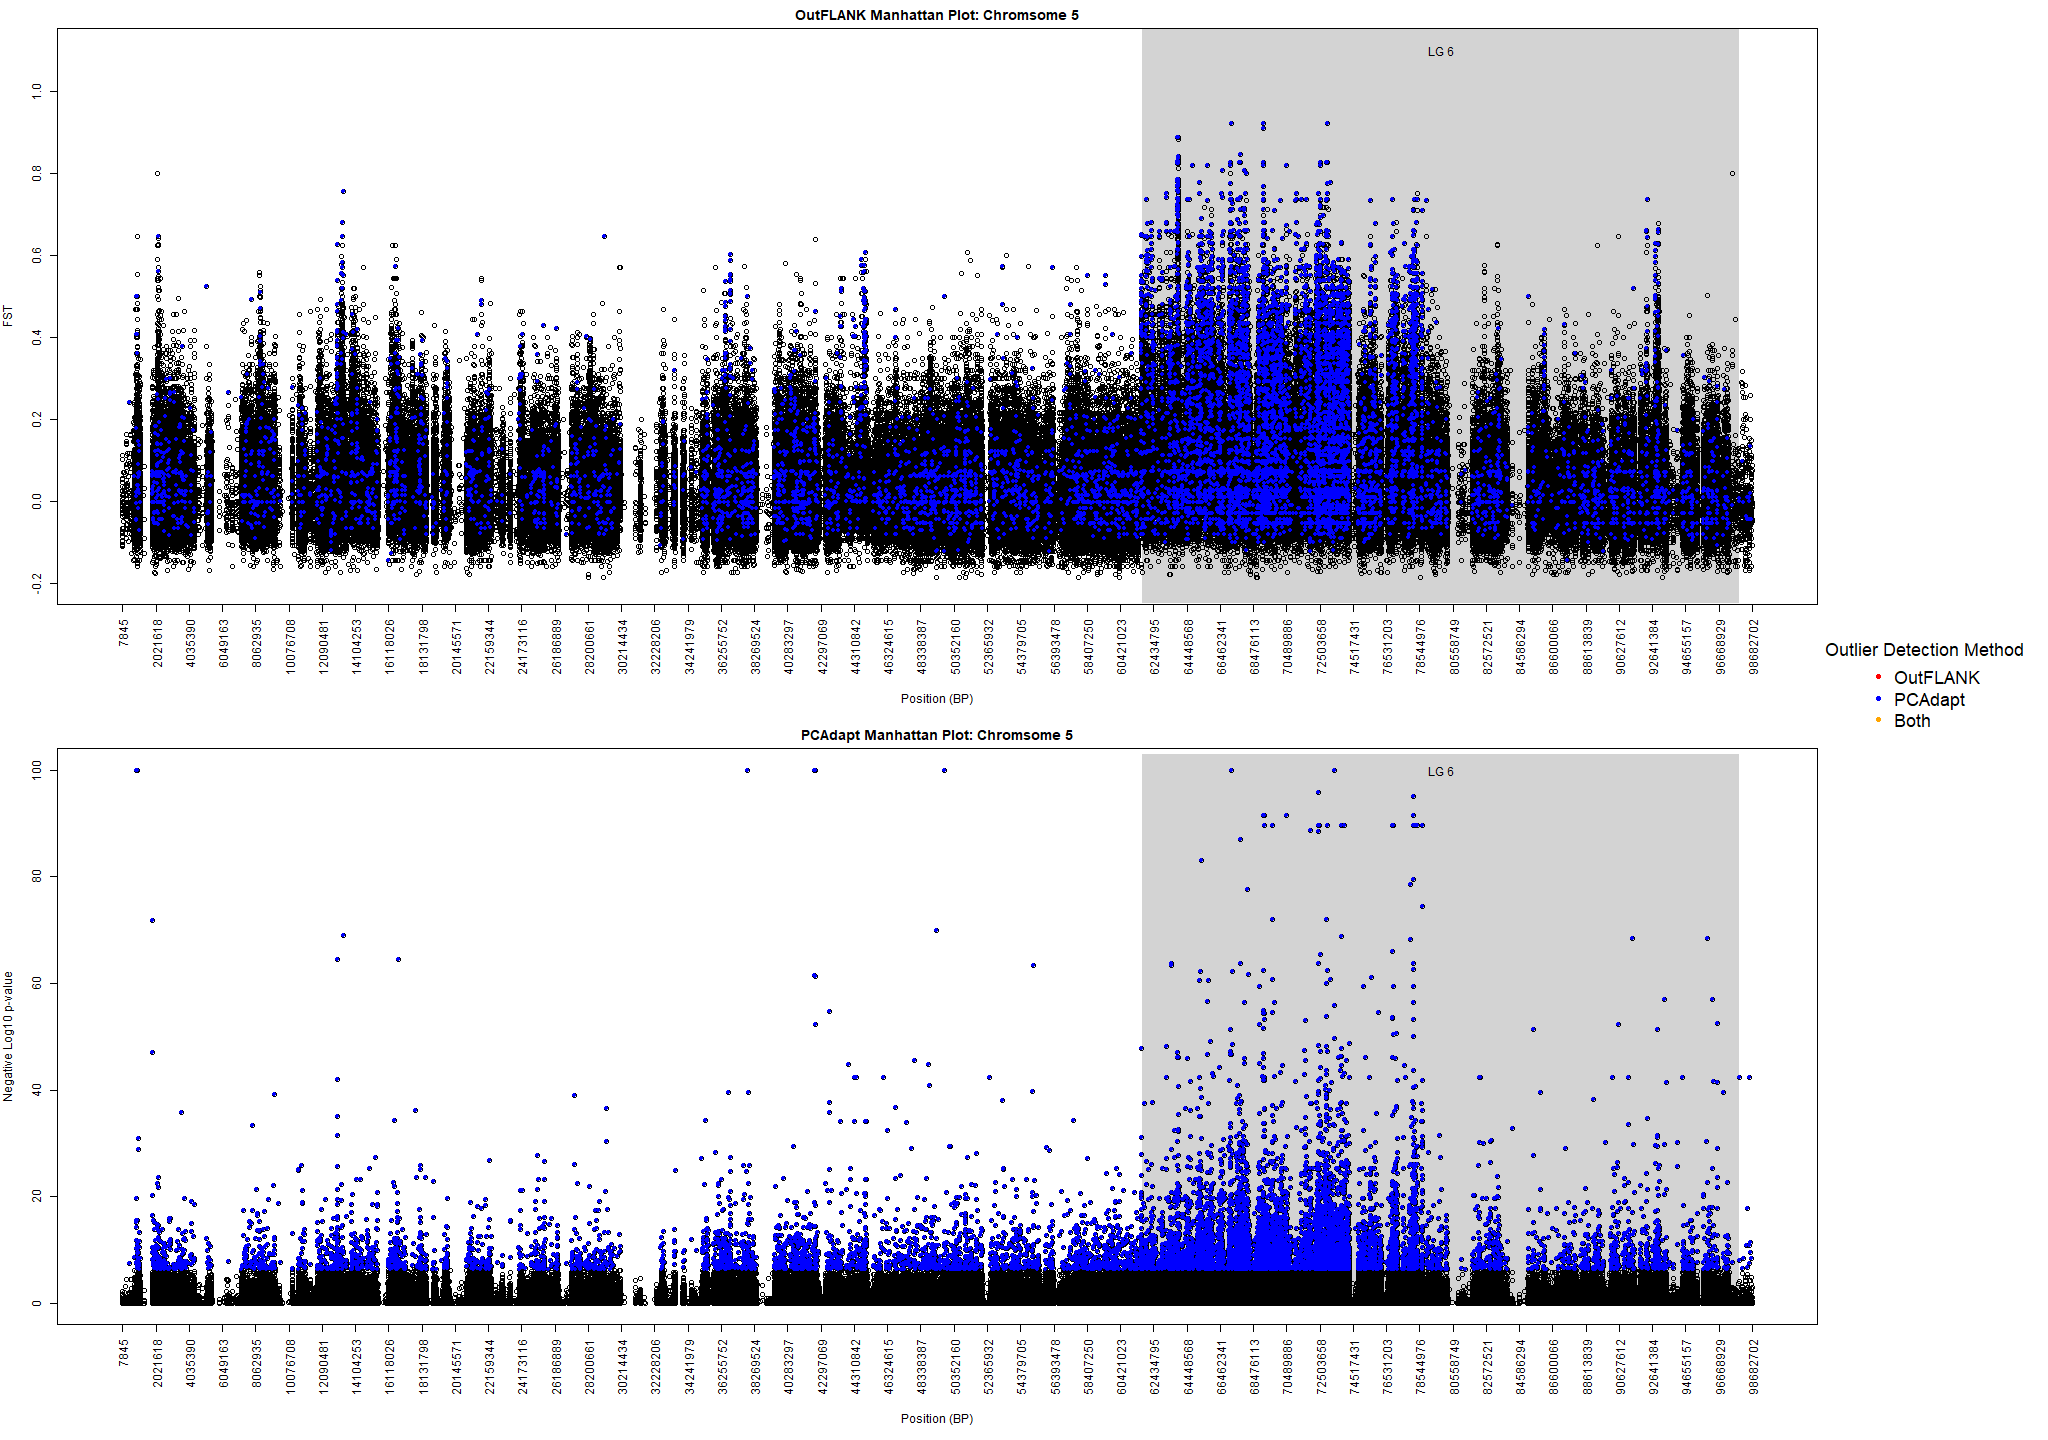 OutFLANK Manhattan Plot: Chromsome 5
LG 6
FST
1.0
0.8
0.6
0.4
0.2
0.0
-0.2
7845 2021618 4035390 6049163 8062935 10076708 12090481 14104253 16118026 18131798 20145571 22159344 24173116 26186889 28200661 30214434 32228206 34241979 36255752 38269524 40283297 42297069 44310842 46324615 48338387 50352160 52365932 54379705 56393478 58407250 60421023 62434795 64448568 66462341 68476113 70489886 72503658 74517431 76531203 78544976 80558749 82572521 84586294 86600066 88613839 90627612 92641384 94655157 96668929 98682702
Position (BP)
Outlier Detection Method
OutFLANK
PCAdapt
Both
PCAdapt Manhattan Plot: Chromsome 5
LG 6
Negative Log10 p-value
100
80
60
40
20
0
7845 2021618 4035390 6049163 8062935 10076708 12090481 14104253 16118026 18131798 20145571 22159344 24173116 26186889 28200661 30214434 32228206 34241979 36255752 38269524 40283297 42297069 44310842 46324615 48338387 50352160 52365932 54379705 56393478 58407250 60421023 62434795 64448568 66462341 68476113 70489886 72503658 74517431 76531203 78544976 80558749 82572521 84586294 86600066 88613839 90627612 92641384 94655157 96668929 98682702
Position (BP)